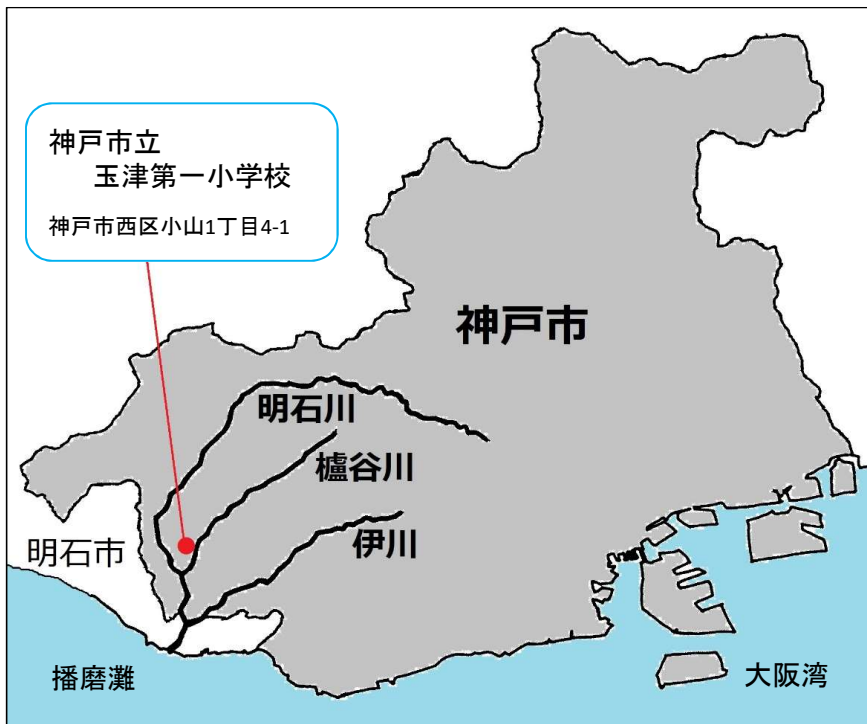 神戸市立
玉津第一小学校
神戸市西区小山1丁目4-1
神戸市
明石川
櫨谷川
伊川
明石市
播磨灘
大阪湾